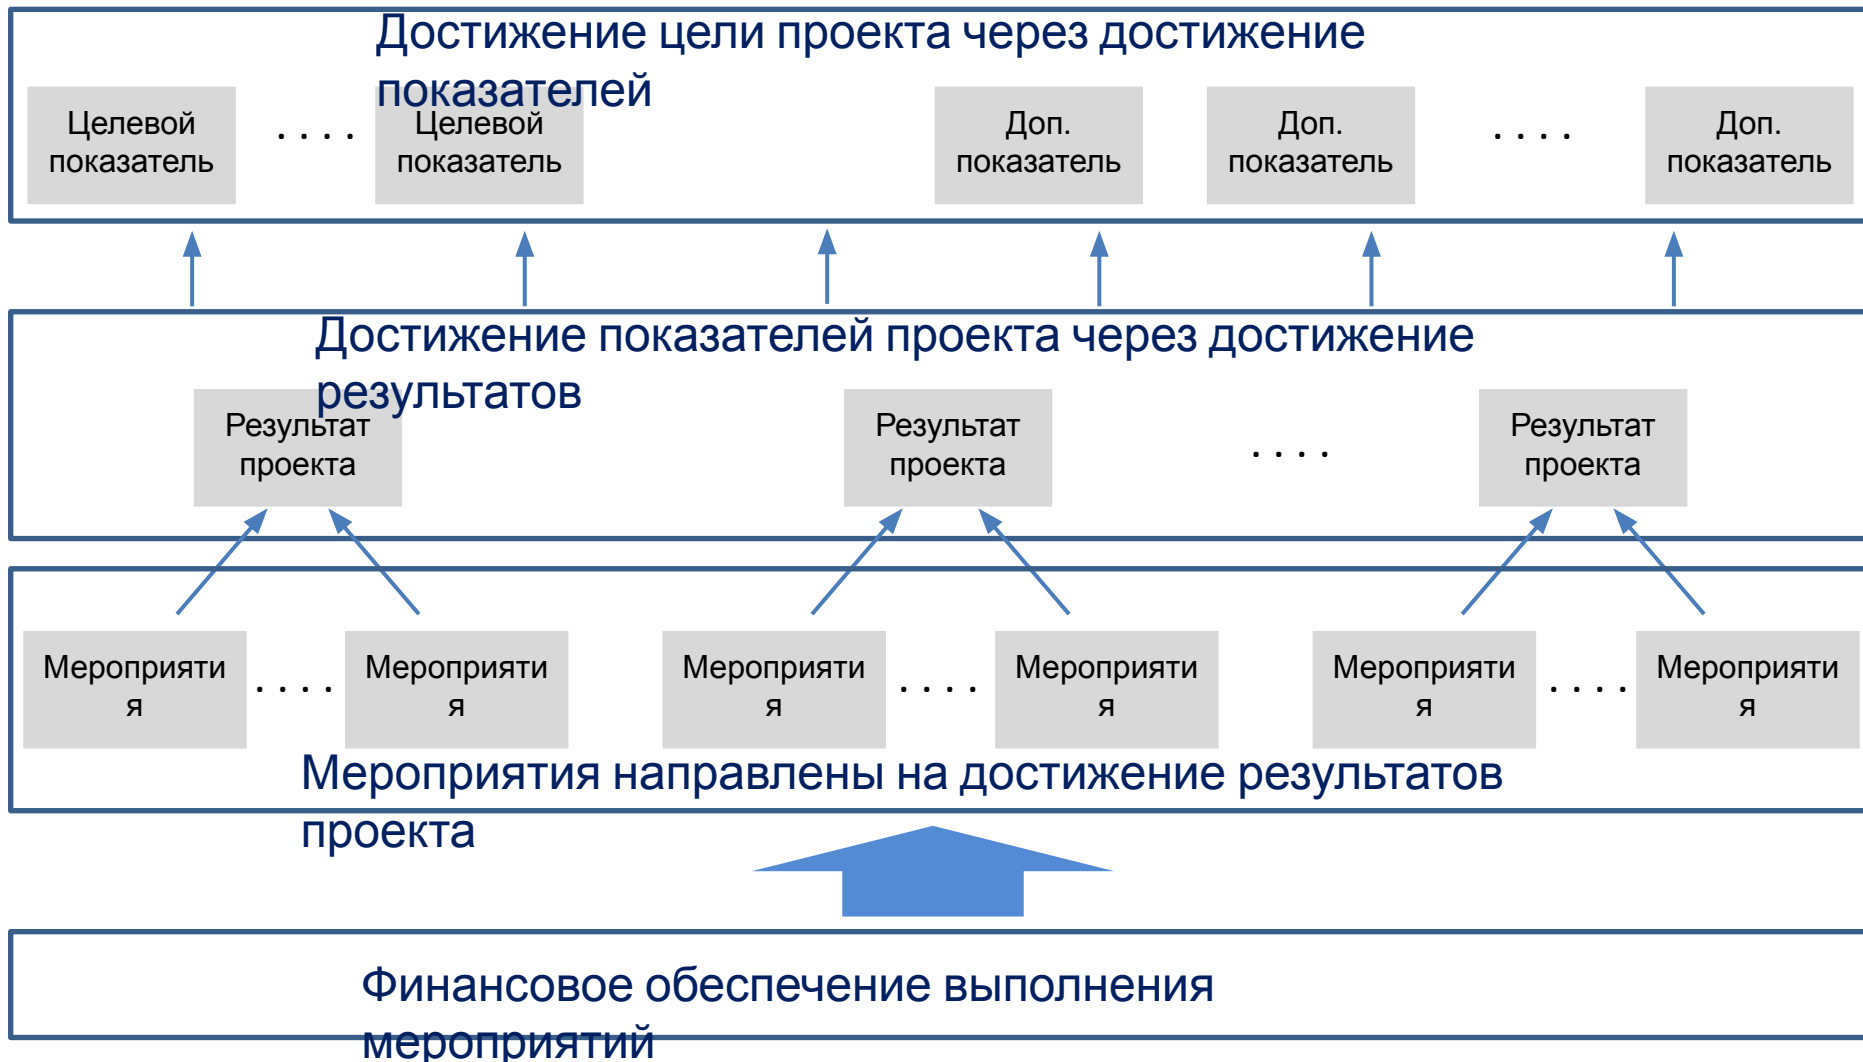 Достижение цели проекта через достижение
показателей
Целевой
показатель
. . . .
Целевой
показатель
Доп.
показатель
Доп.
показатель
. . . .
Доп.
показатель
Достижение показателей проекта через достижение
результатов
Результат
проекта
Результат
проекта
. . . .
Результат
проекта
Мероприяти
я
. . . .
Мероприяти
я
Мероприяти
я
. . . .
Мероприяти
я
Мероприяти
я
. . . .
Мероприяти
я
Мероприятия направлены на достижение результатов
проекта
Финансовое обеспечение выполнения
мероприятий